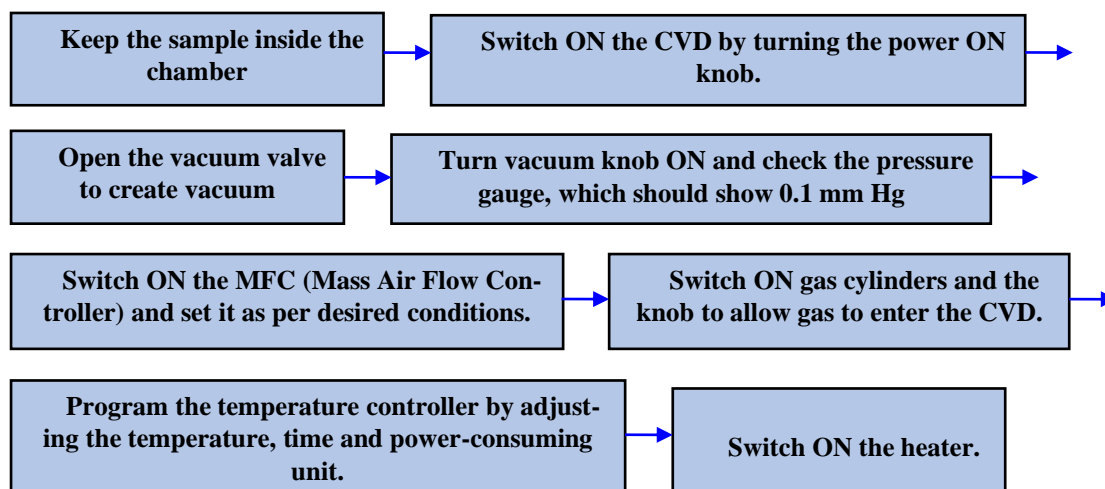 Keep the sample inside the
chamber
Switch ON the CVD by turning the power ON
knob.
Open the vacuum valve
to create vacuum
Turn vacuum knob ON and check the pressure
gauge, which should show 0.1 mm Hg
Switch ON the MFC (Mass Air Flow Con-
troller) and set it as per desired conditions.
Switch ON gas cylinders and the
knob to allow gas to enter the CVD.
Program the temperature controller by adjust-
ing the temperature, time and power-consuming
unit.
Switch ON the heater.